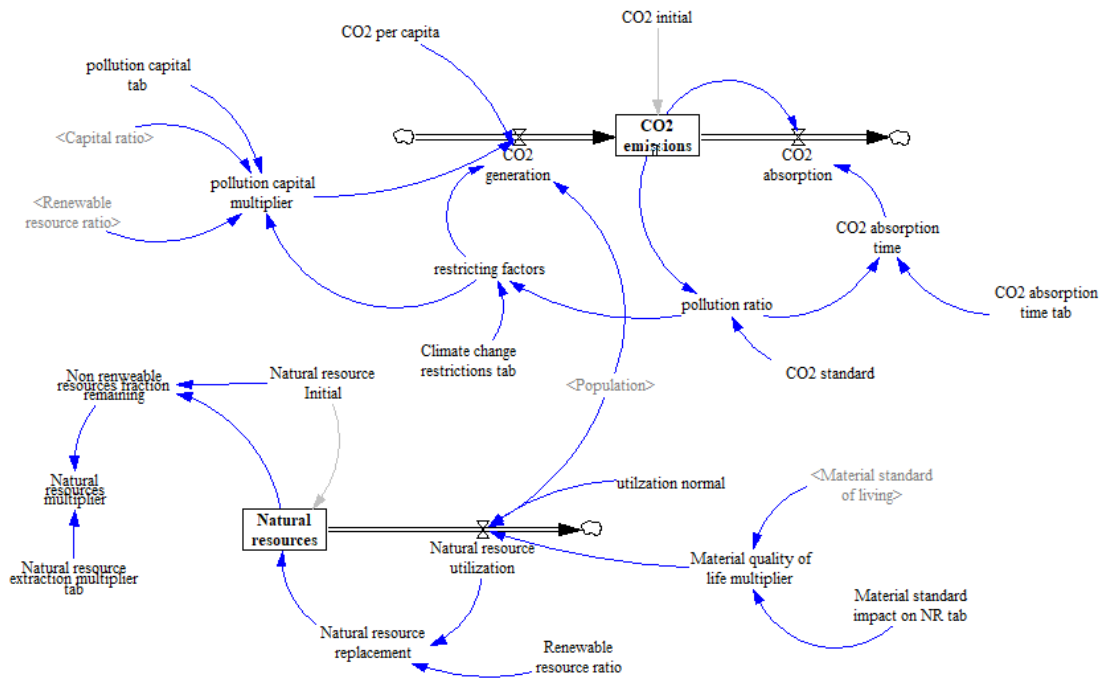 CO2 initial
CO2 per capita
pollution capital
tab
<Capital ratio>
CO2
emissions
CO2
generation
CO2
absorption
pollution capital
multiplier
<Renewable
resource ratio>
CO2 absorption
time
restricting factors
pollution ratio
CO2 absorption
time tab
Climate change
restrictions tab
CO2 standard
<Population>
Non renweable
resources fraction
remaining
Natural resource
Initial
Natural
resources
multiplier
utilzation normal
<Material standard
of living>
Natural
resources
Natural resource
utilization
Material quality of
life multiplier
Natural resource
extraction multiplier
tab
Material standard
impact on NR tab
Natural resource
replacement
Renewable
resource ratio